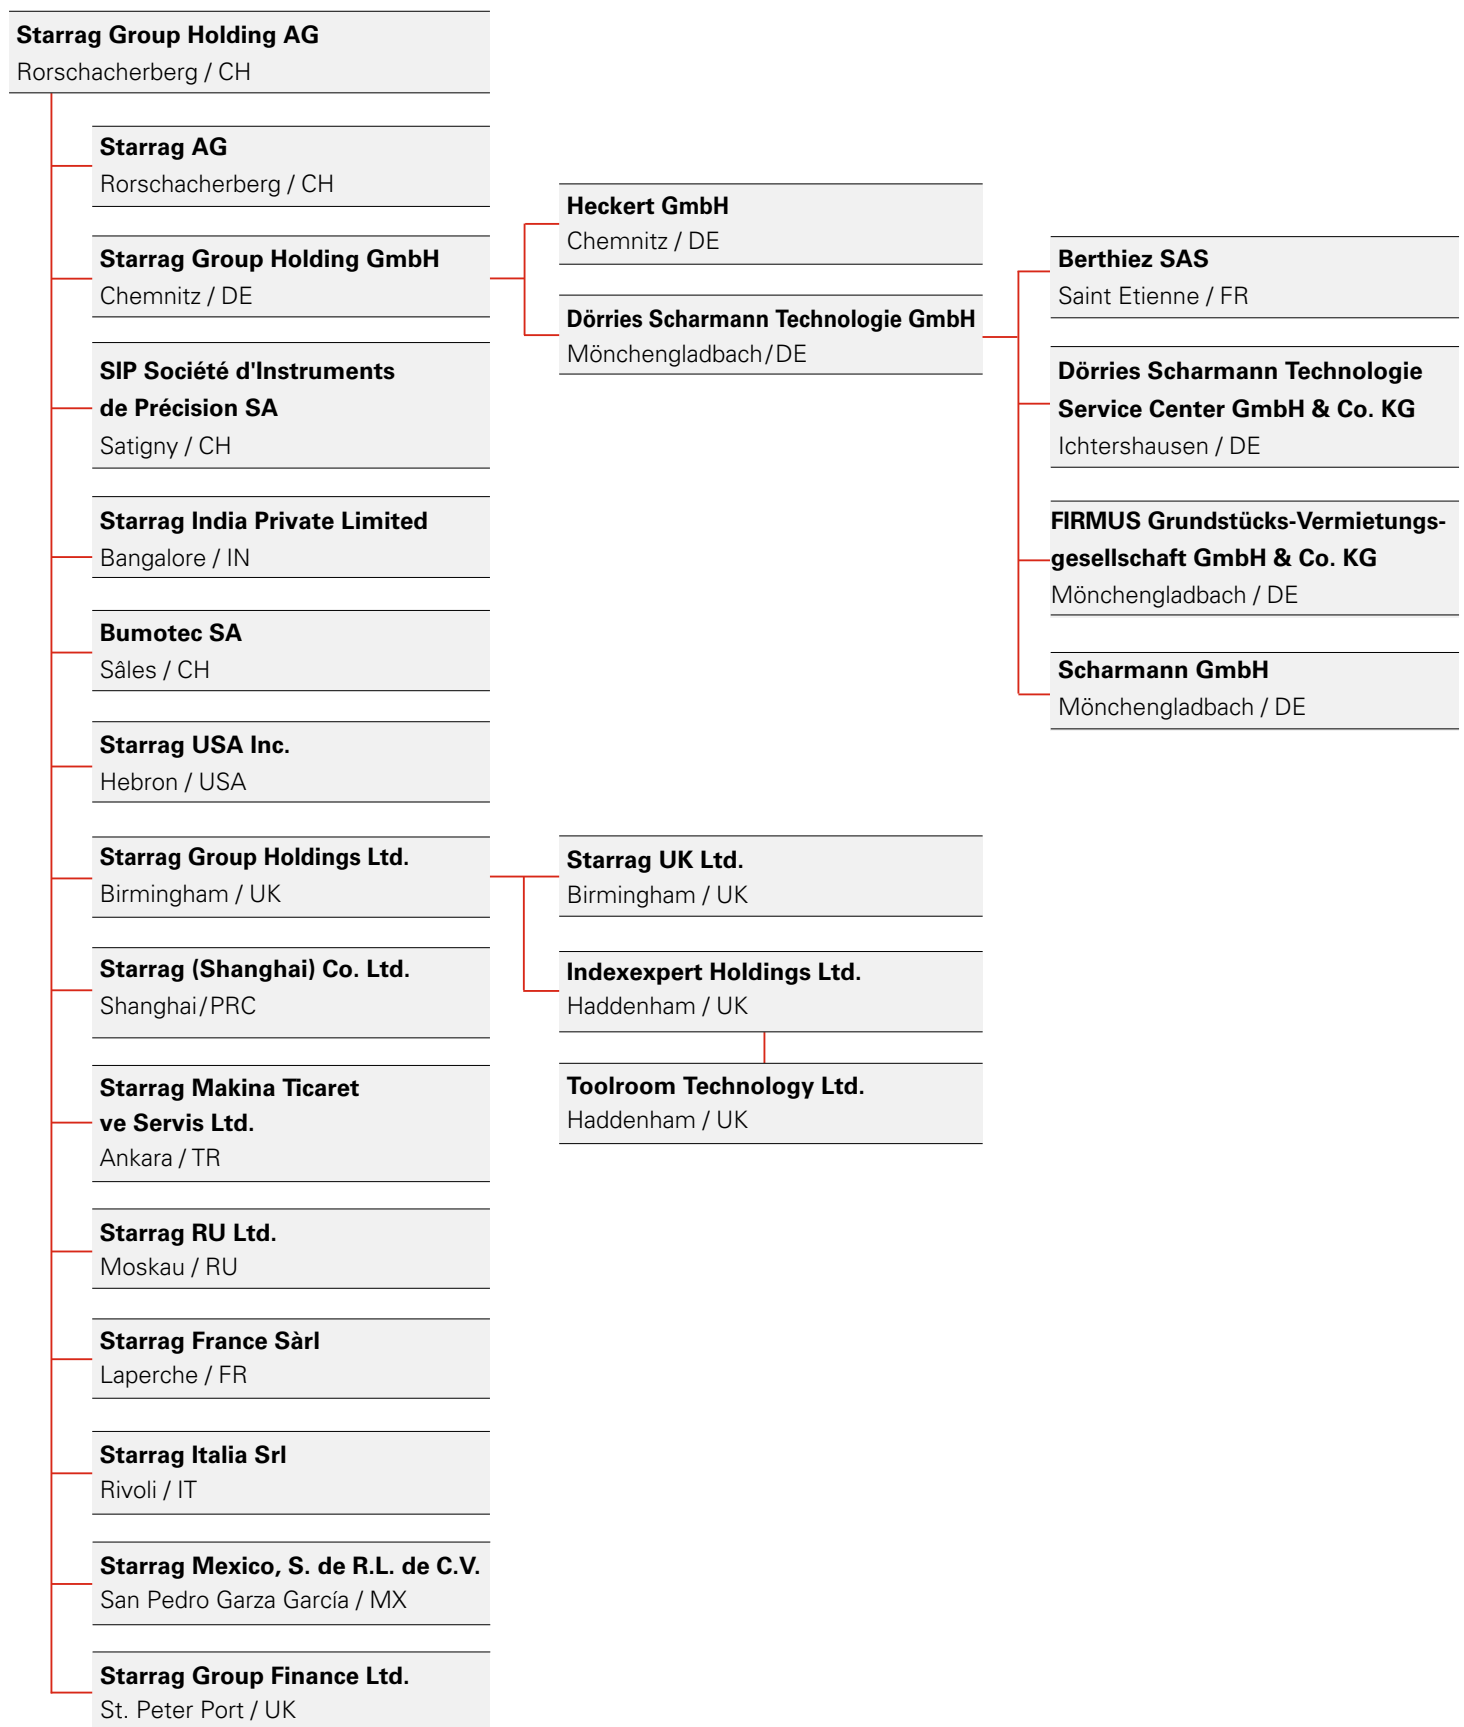 Starrag Group Holding AG
Rorschacherberg / CH
Starrag AG
Rorschacherberg / CH
Starrag Group Holding GmbH
Chemnitz / DE
SIP Société d'Instruments
de Précision SA
Satigny / CH
Starrag India Private Limited
Bangalore / IN
Bumotec SA
Sâles / CH
Starrag USA Inc.
Hebron / USA
Starrag Group Holdings Ltd.
Birmingham / UK
Starrag (Shanghai) Co. Ltd.
Shanghai/PRC
Starrag Makina Ticaret
ve Servis Ltd.
Ankara / TR
Starrag RU Ltd.
Moskau / RU
Starrag France Sàrl
Laperche / FR
Starrag Italia Srl
Rivoli / IT
Starrag Mexico, S. de R.L. de C.V.
San Pedro Garza García / MX
Starrag Group Finance Ltd.
St. Peter Port / UK
Heckert GmbH
Chemnitz / DE
Dörries Scharmann Technologie GmbH
Mönchengladbach/DE
Starrag UK Ltd.
Birmingham / UK
Indexexpert Holdings Ltd.
Haddenham / UK
Toolroom Technology Ltd.
Haddenham / UK
Berthiez SAS
Saint Etienne / FR
Dörries Scharmann Technologie
Service Center GmbH & Co. KG
Ichtershausen / DE
FIRMUS Grundstücks-Vermietungs-
gesellschaft GmbH & Co. KG
Mönchengladbach / DE
Scharmann GmbH
Mönchengladbach / DE